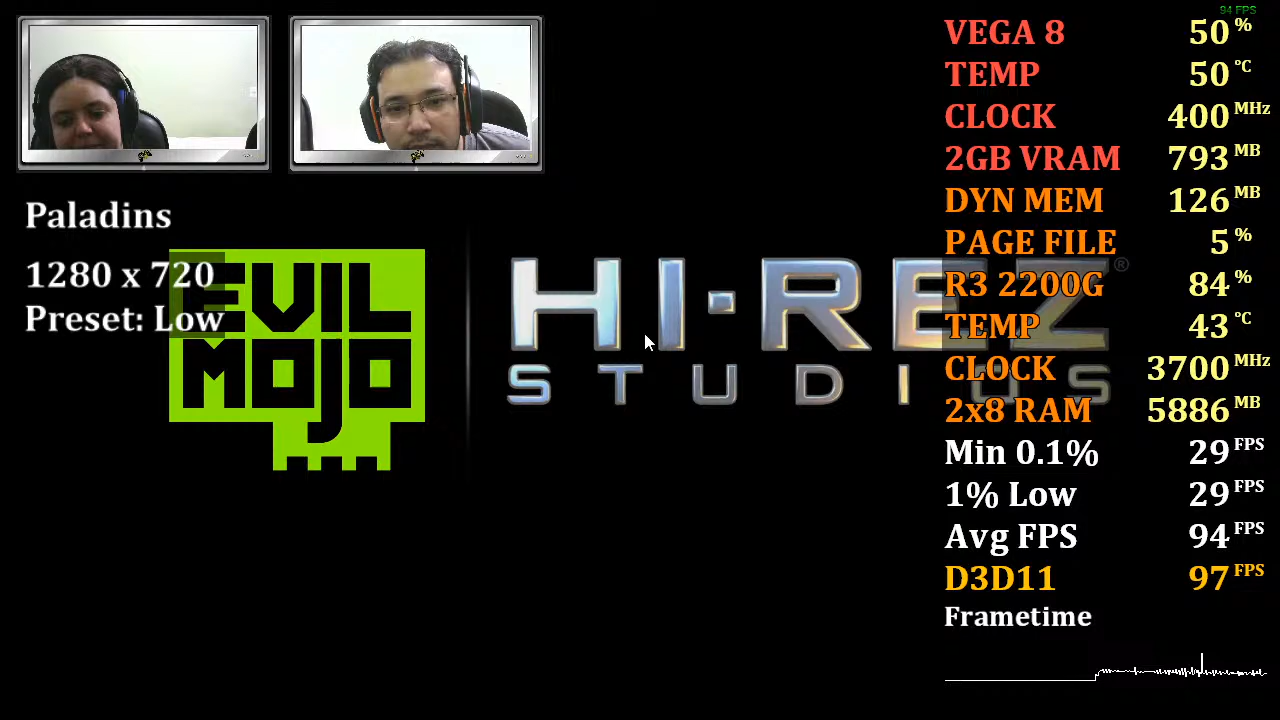 94 FPS
Paladins
1280 x 720
Preset: Low
EVIL
MOJO
HI-REZ®
STUDIOS
VEGA 8 50 %
TEMP 50 °C
CLOCK 400 MHz
2GB VRAM 793 MB
DYN MEM 126 MB
PAGE FILE 5 %
R3 2200G 84 %
TEMP 43 °C
CLOCK 3700 MHz
2x8 RAM 5886 MB
Min 0.1% 29 FPS
1% Low 29 FPS
Avg FPS 94 FPS
D3D11 97 FPS
Frametime